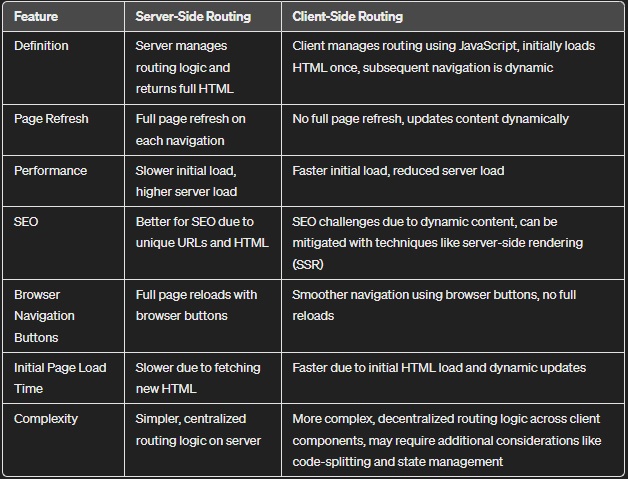 Feature Server-Side Routing Client-Side Routing
Definition Server manages Client manages routing using JavaScript, initially loads
routing logic and HTML once, subsequent navigation is dynamic
returns full HTML
Page Refresh Full page refresh on No full page refresh, updates content dynamically
each navigation
Performance Slower initial load, Faster initial load, reduced server load
higher server load
SEO Better for SEO due to SEO challenges due to dynamic content, can be
unique URLs and HTML mitigated with techniques like server-side rendering
(SSR)
Browser Full page reloads with Smoother navigation using browser buttons, no full
Navigation browser buttons reloads
Buttons
Initial Page Load Slower due to fetching Faster due to initial HTML load and dynamic updates
Time new HTML
Complexity Simpler, centralized More complex, decentralized routing logic across client
routing logic on server components, may require additional considerations like
code-splitting and state management